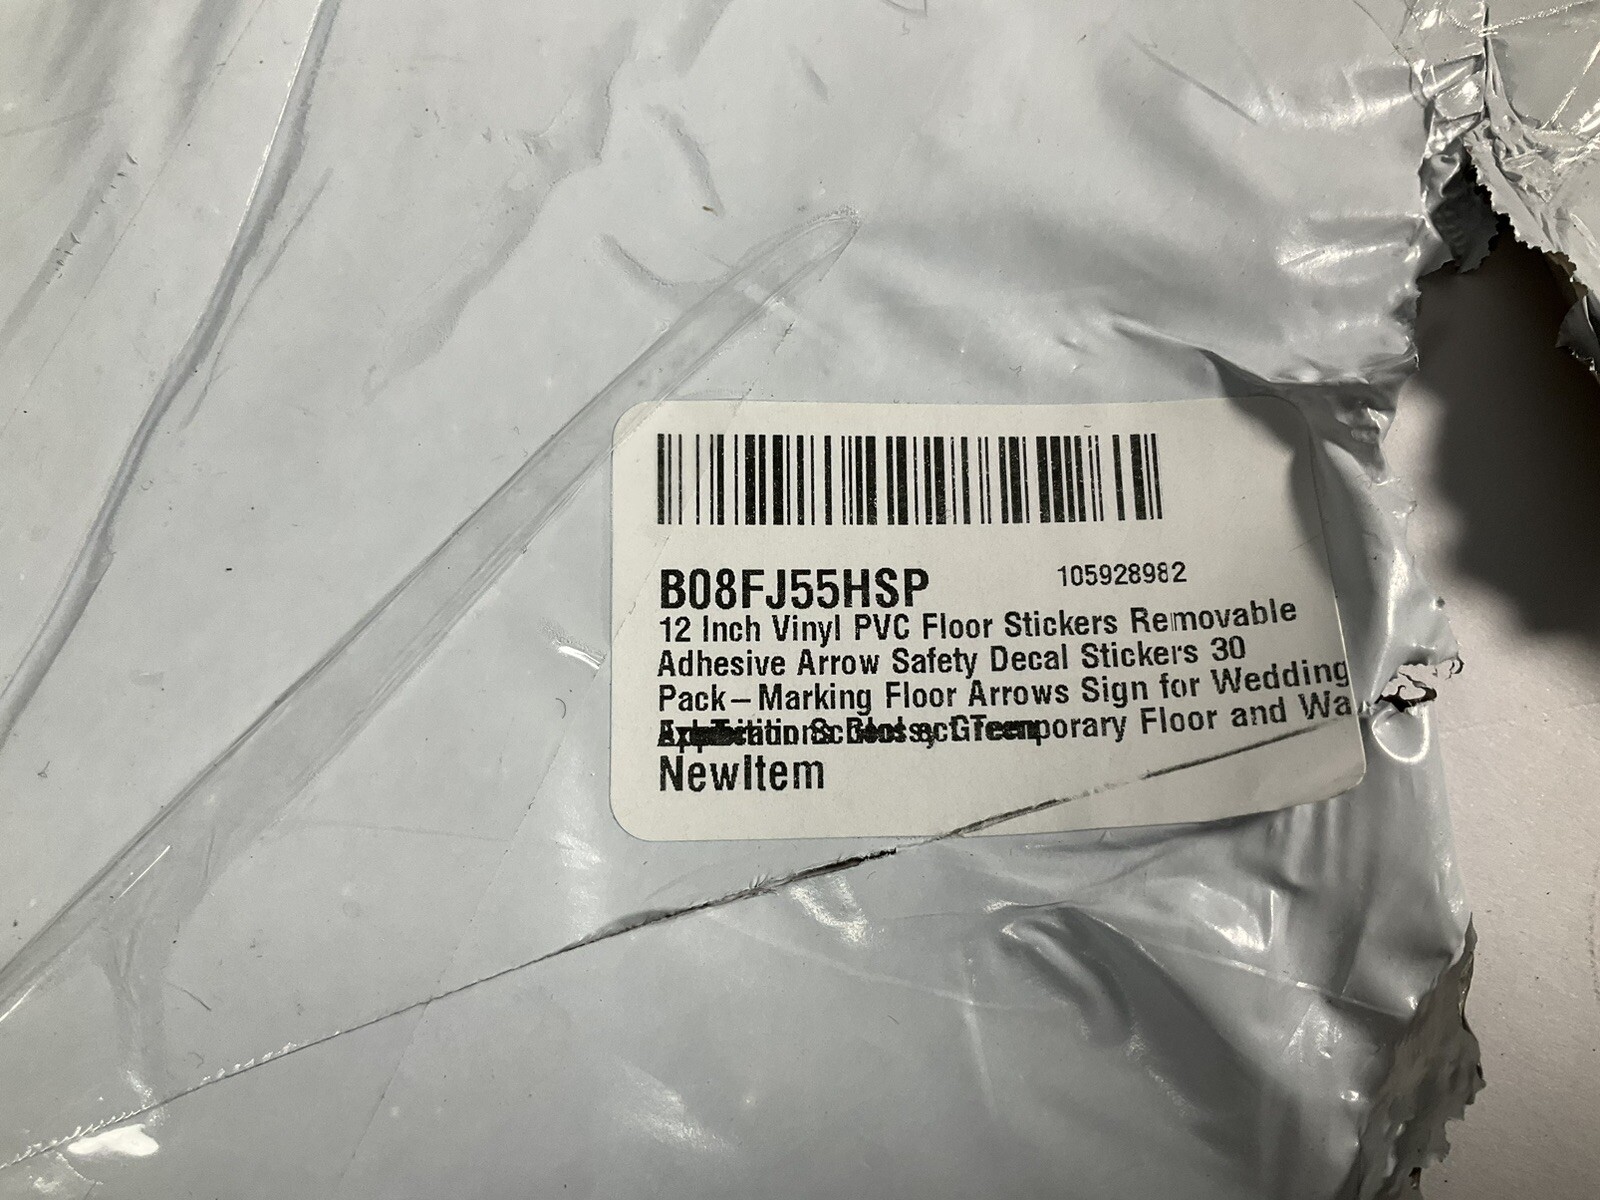 B08FJ55HSP
105928982
12 Inch Vinyl PVC Floor Stickers Removable
Adhesive Arrow Safety Decal Stickers 30
Pack – Marking Floor Arrows Sign for Wedding
Floor and Wa
NewItem